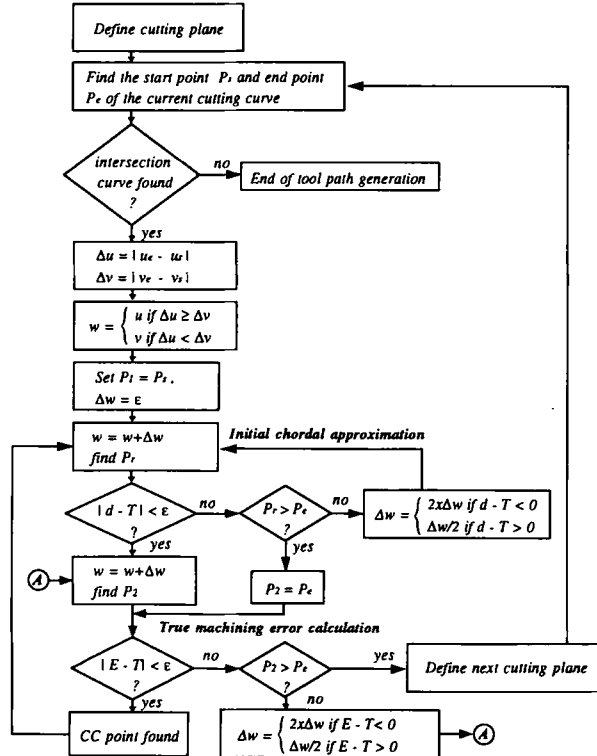 Define cutting plane
Find the start point Ps and end point
Pe of the current cutting curve
intersection
curve found
?
no
End of tool path generation
yes
Δu = | ue - us |
Δv = | ve - vs |
w = { u if Δu ≥ Δv
v if Δu < Δv
Set P1 = Ps ,
Δw = ε
w = w+Δw
find Pr
Initial chordal approximation
| d - T | < ε
?
no
Pr > Pe
?
no
Δw = { 2xΔw if d - T < 0
Δw/2 if d - T > 0
yes
yes
A
w = w+Δw
find P2
P2 = Pe
True machining error calculation
| E - T | < ε
?
no
P2 > Pe
?
yes
Define next cutting plane
yes
no
CC point found
Δw = { 2xΔw if E - T < 0
Δw/2 if E - T > 0
A